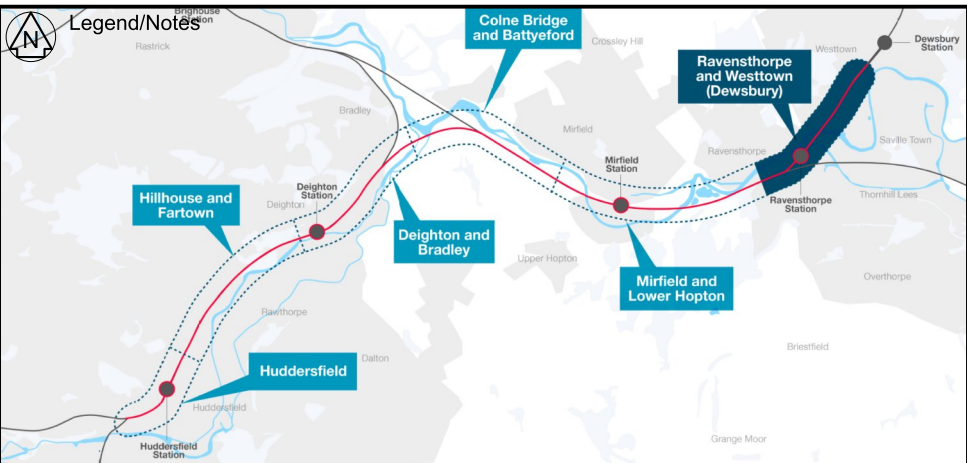 Brighouse
Station
Legend/Notes
N
Rastrick
Colne Bridge
and Battyeford
Crossley Hill
Westtown
Dewsbury
Station
Ravensthorpe
and Westtown
(Dewsbury)
Bradley
Mirfield
Ravensthorpe
Saville Town
Mirfield
Station
Deighton
Station
Deighton
Hillhouse and
Fartown
Ravensthorpe
Station
Thornhill Lees
Deighton and
Bradley
Upper Hopton
Mirfield and
Lower Hopton
Overthorpe
Rawthorpe
Briestfield
Dalton
Huddersfield
Huddersfield
Grange Moor
Huddersfield
Station